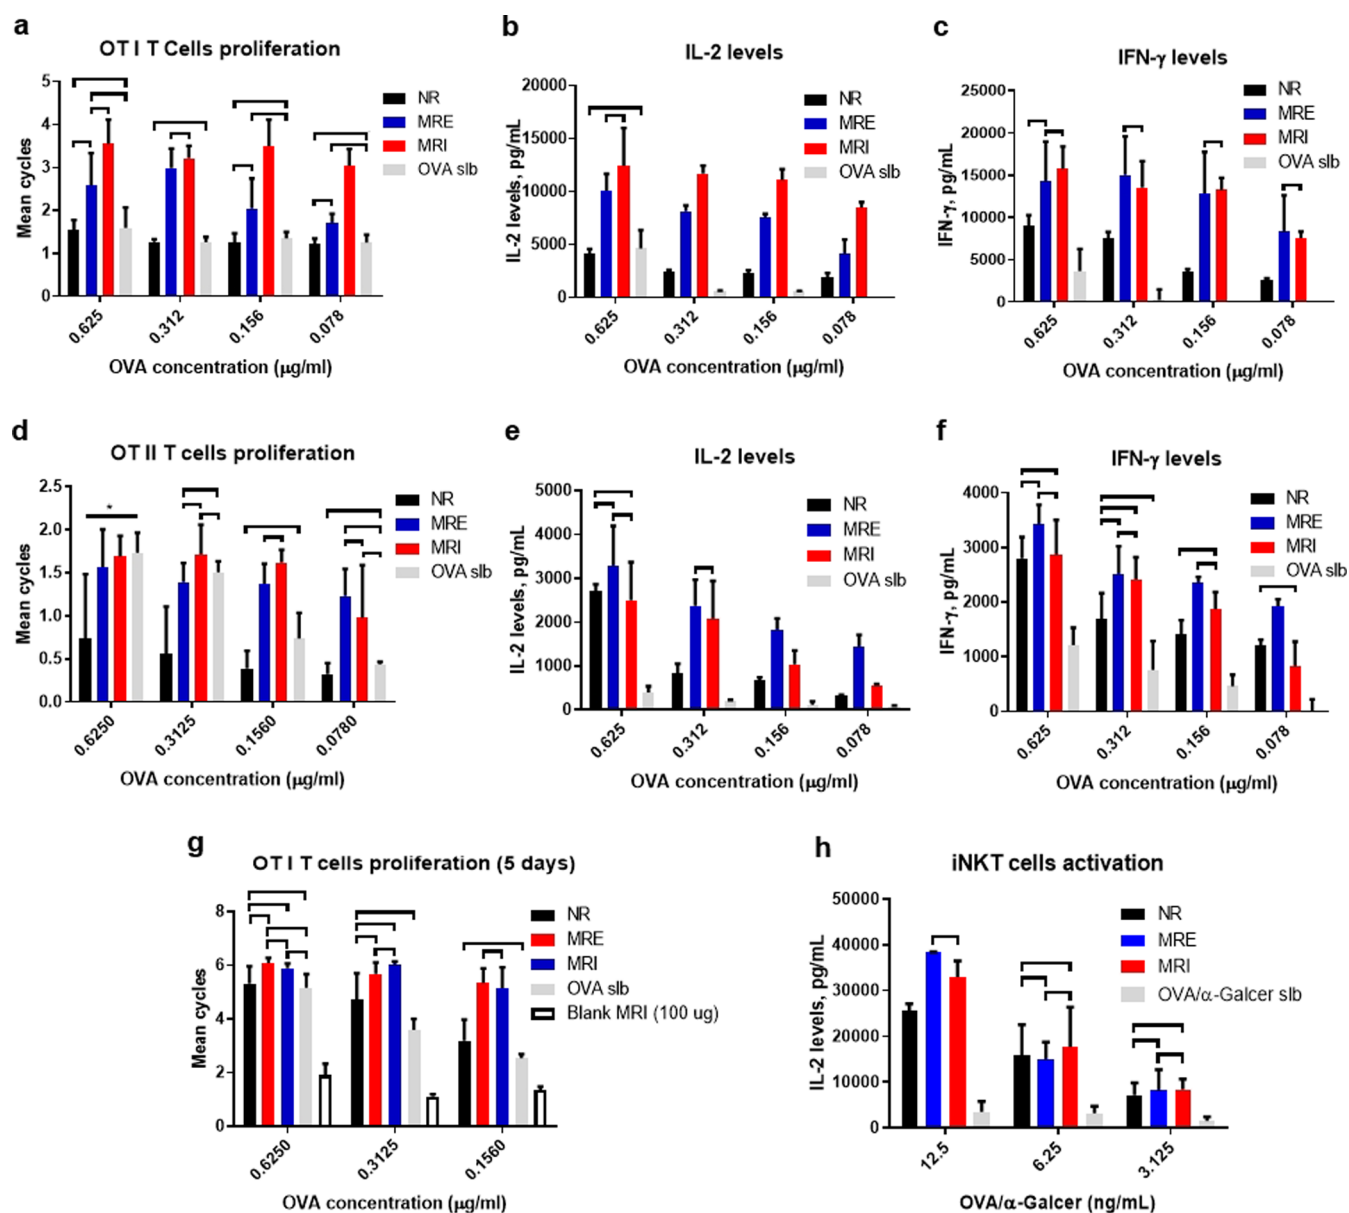 a
OT I T Cells proliferation
5
4
3
2
1
0
Mean cycles
0.625
0.312
0.156
0.078
OVA concentration (µg/ml)
NR
MRE
MRI
OVA slb
b
IL-2 levels
20000
15000
10000
5000
0
IL-2 levels, pg/mL
0.625
0.312
0.156
0.078
OVA concentration (µg/ml)
NR
MRE
MRI
OVA slb
c
IFN-γ levels
25000
20000
15000
10000
5000
0
IFN-γ, pg/mL
0.625
0.312
0.156
0.078
OVA concentration (µg/ml)
NR
MRE
MRI
OVA slb
d
OT II T cells proliferation
2.5
2.0
1.5
1.0
0.5
0.0
Mean cycles
*
0.6250
0.3125
0.1560
0.0780
OVA concentration (µg/ml)
NR
MRE
MRI
OVA slb
e
IL-2 levels
5000
4000
3000
2000
1000
0
IL-2 levels, pg/mL
0.625
0.312
0.156
0.078
OVA concentration (µg/ml)
NR
MRE
MRI
OVA slb
f
IFN-γ levels
4000
3000
2000
1000
0
IFN-γ, pg/mL
0.625
0.312
0.156
0.078
OVA concentration (µg/ml)
NR
MRE
MRI
OVA slb
g
OT I T cells proliferation (5 days)
8
6
4
2
0
Mean cycles
0.6250
0.3125
0.1560
OVA concentration (µg/ml)
NR
MRE
MRI
OVA slb
Blank MRI (100 ug)
h
iNKT cells activation
50000
40000
30000
20000
10000
0
IL-2 levels, pg/mL
12.5
6.25
3.125
OVA/α-Galcer (ng/mL)
NR
MRE
MRI
OVA/α-Galcer slb